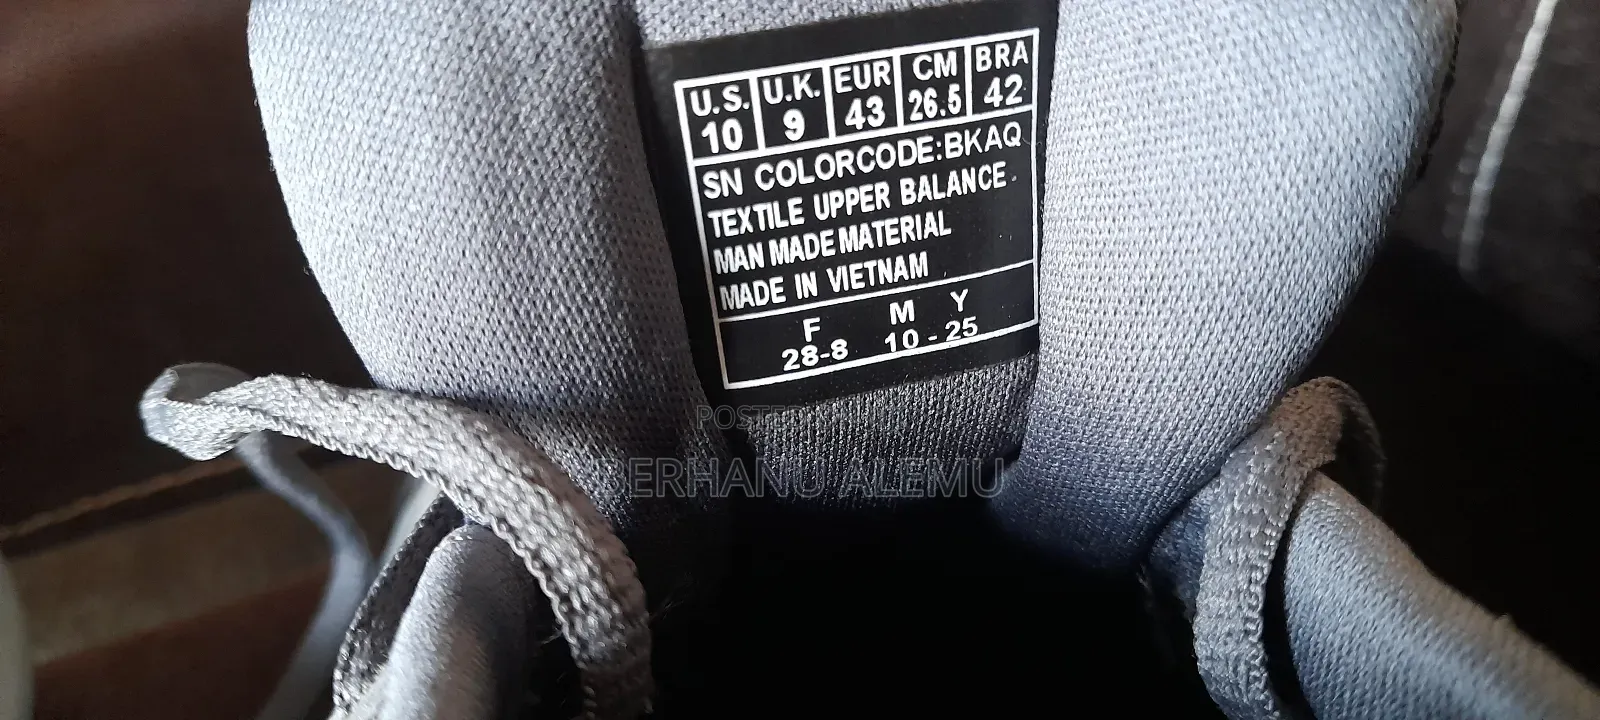 U.S. U.K. EUR CM BRA
10 9 43 26.5 42
SN COLORCODE:BKAQ
TEXTILE UPPER BALANCE
MAN MADE MATERIAL
MADE IN VIETNAM
F M Y
28-8 10-25
BERHANU ALEMU